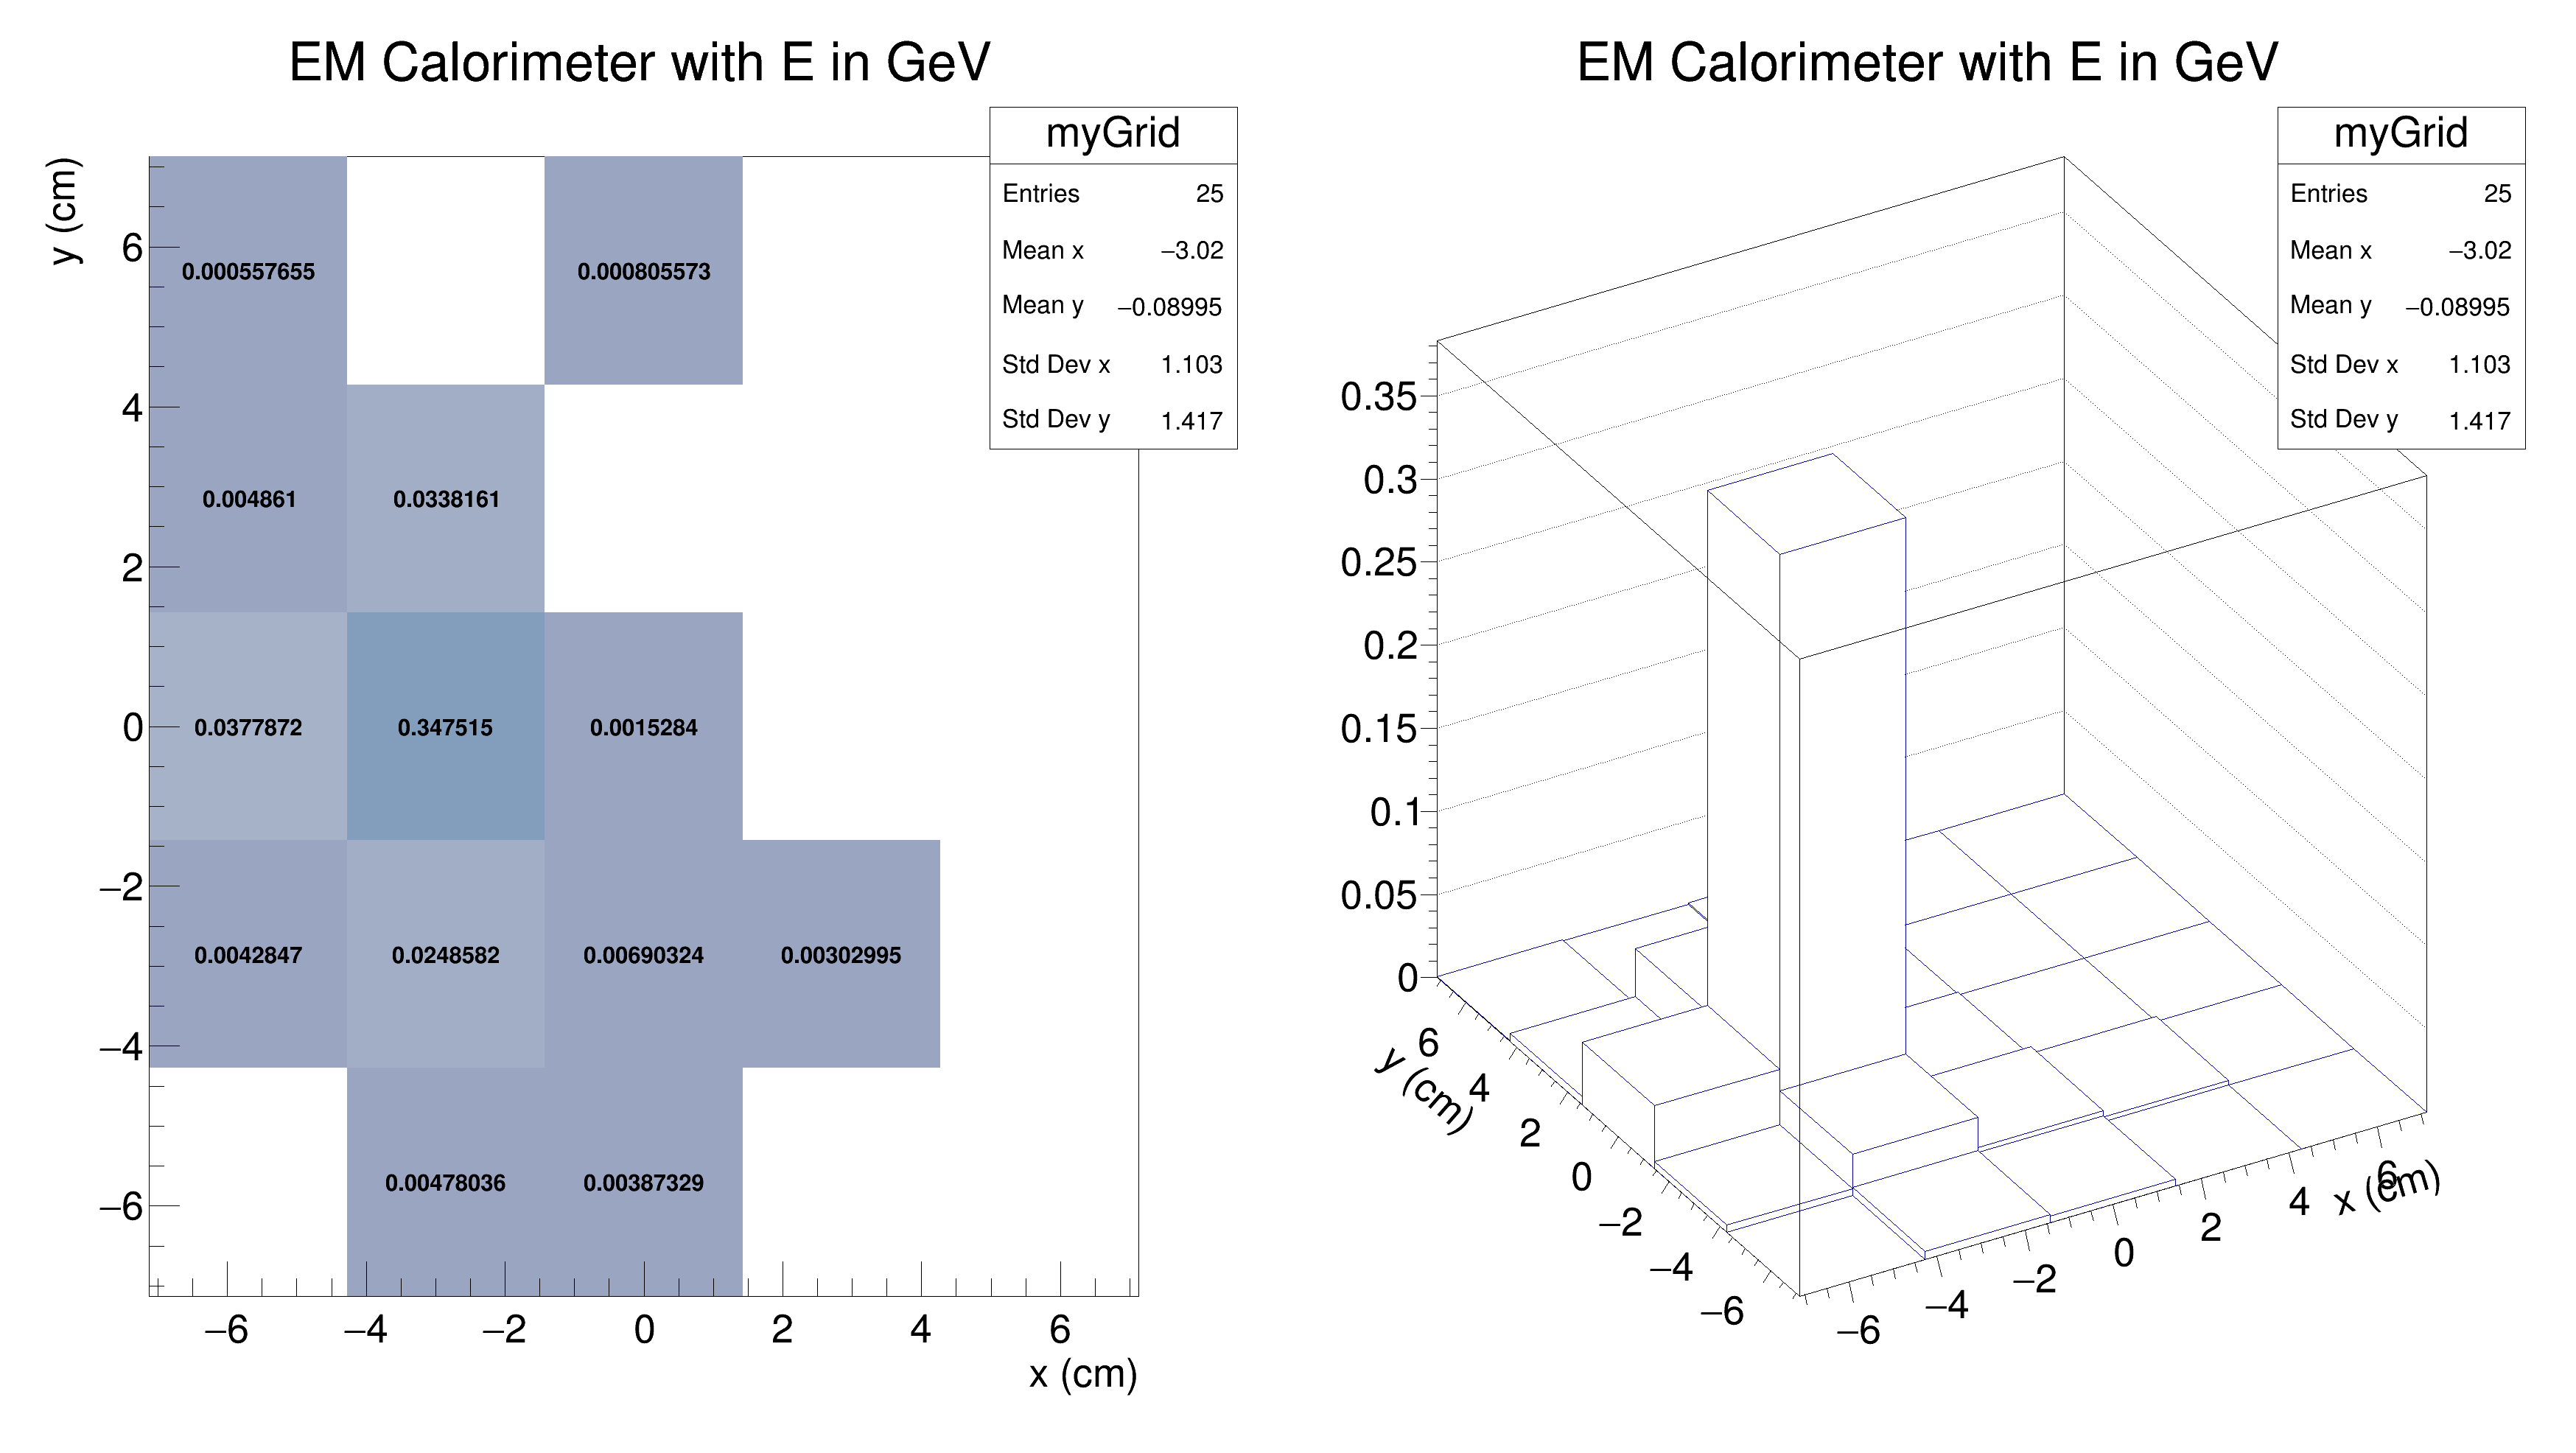 EM Calorimeter with E in GeV
myGrid
Entries 25
Mean x −3.02
Mean y −0.08995
Std Dev x 1.103
Std Dev y 1.417
y (cm)
6
4
2
0
−2
−4
−6
0.000557655 0.000805573
0.004861 0.0338161
0.0377872 0.347515 0.0015284
0.0042847 0.0248582 0.00690324 0.00302995
0.00478036 0.00387329
−6 −4 −2 0 2 4 6
x (cm)
EM Calorimeter with E in GeV
myGrid
Entries 25
Mean x −3.02
Mean y −0.08995
Std Dev x 1.103
Std Dev y 1.417
0.35
0.3
0.25
0.2
0.15
0.1
0.05
0
y (cm)
6
4
2
0
−2
−4
−6
−6 −4 −2 0 2 4 6
x (cm)